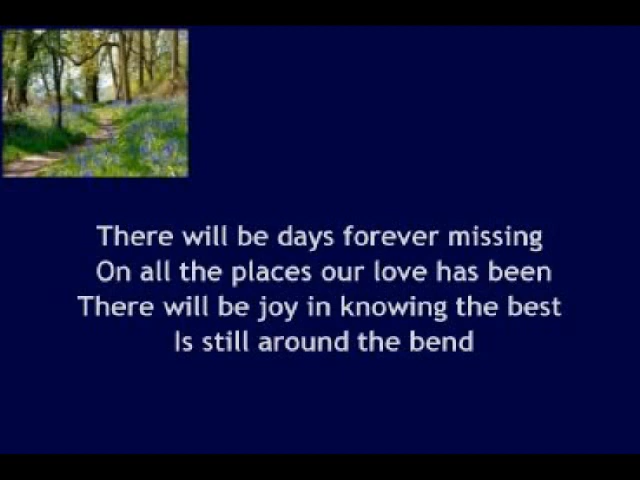 There will be days forever missing
On all the places our love has been
There will be joy in knowing the best
Is still around the bend